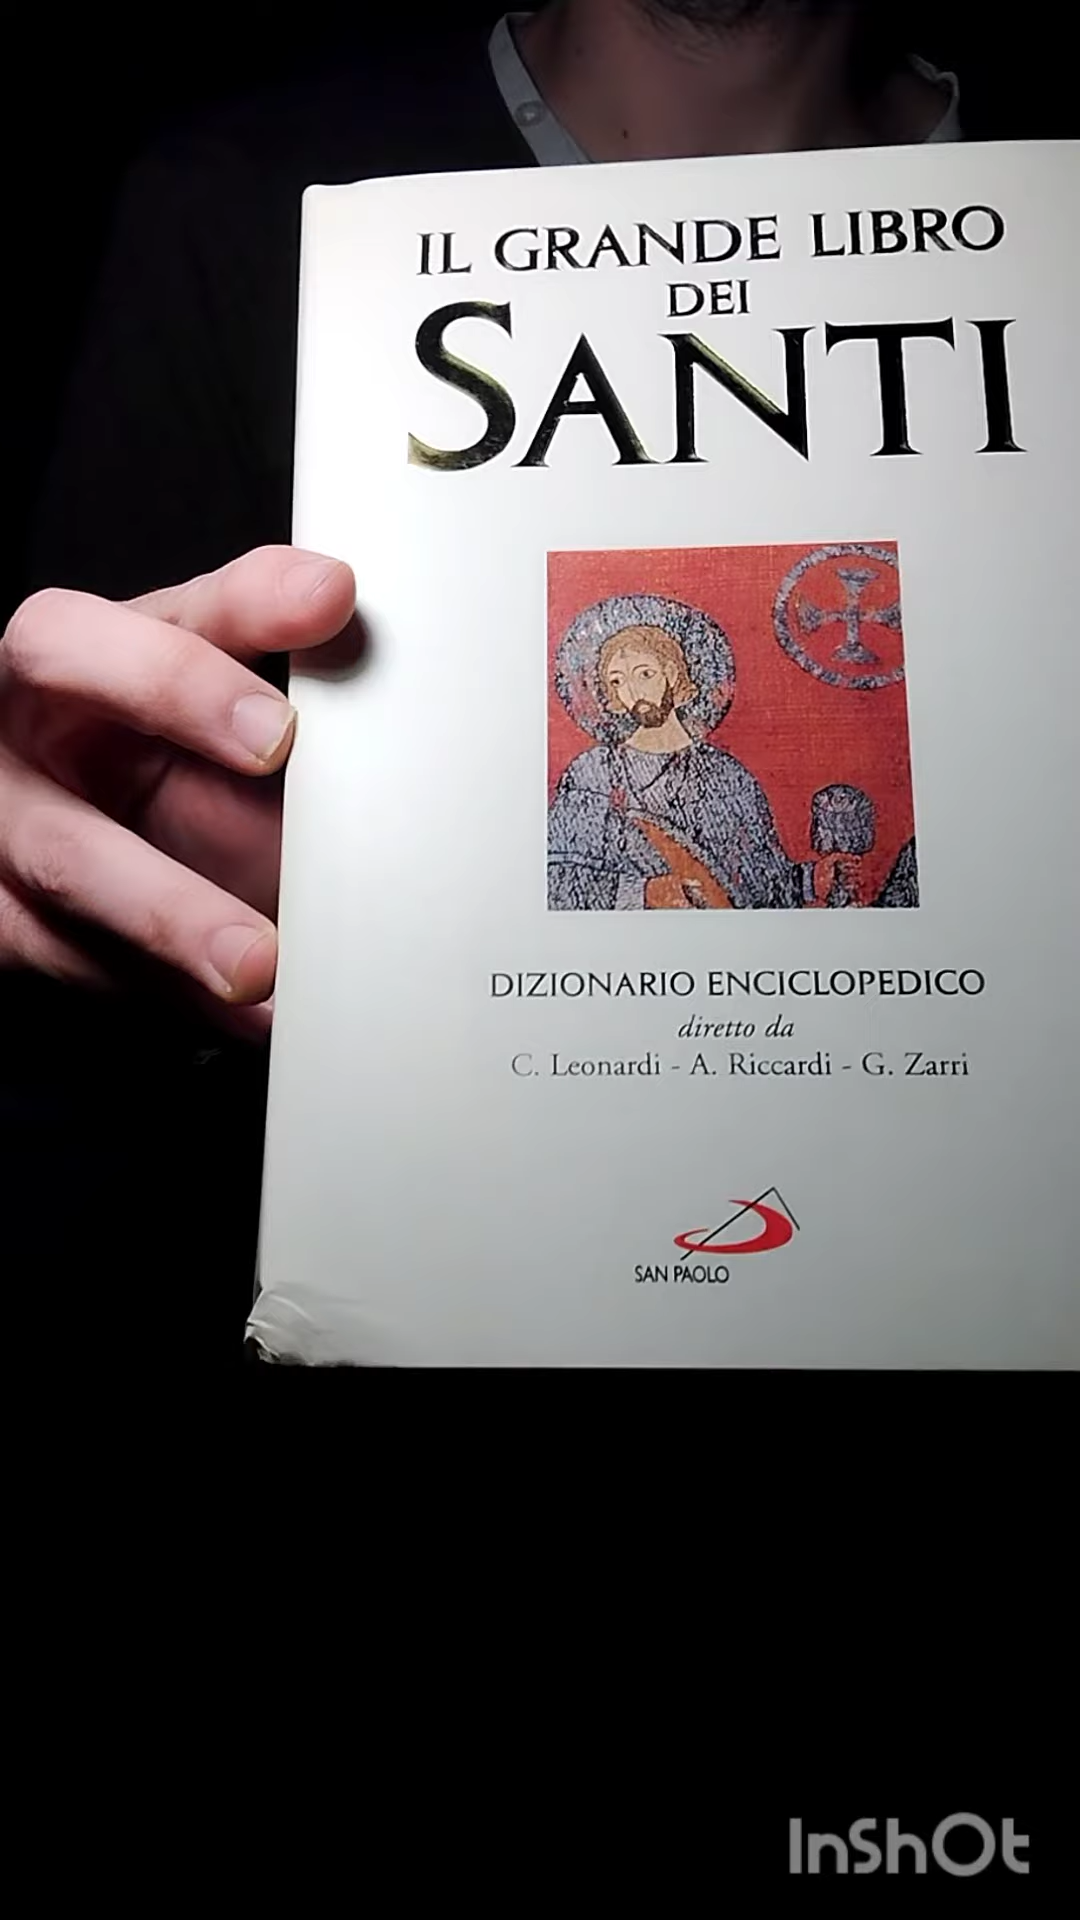 IL GRANDE LIBRO
DEI
SANTI
DIZIONARIO ENCICLOPEDICO
diretto da
C. Leonardi - A. Riccardi - G. Zarri
SAN PAOLO
InShOt